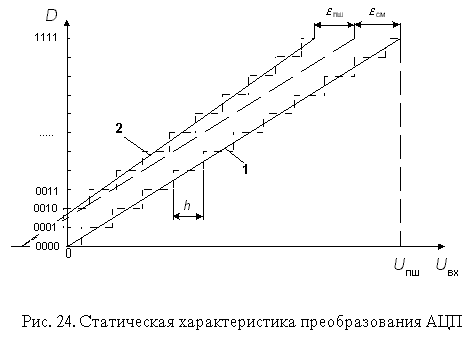 D
εпш
εсм
1111
.....
2
1
0011
0010
0001
0000
h
0
Uпш
Uвх
Рис. 24. Статическая характеристика преобразования АЦП